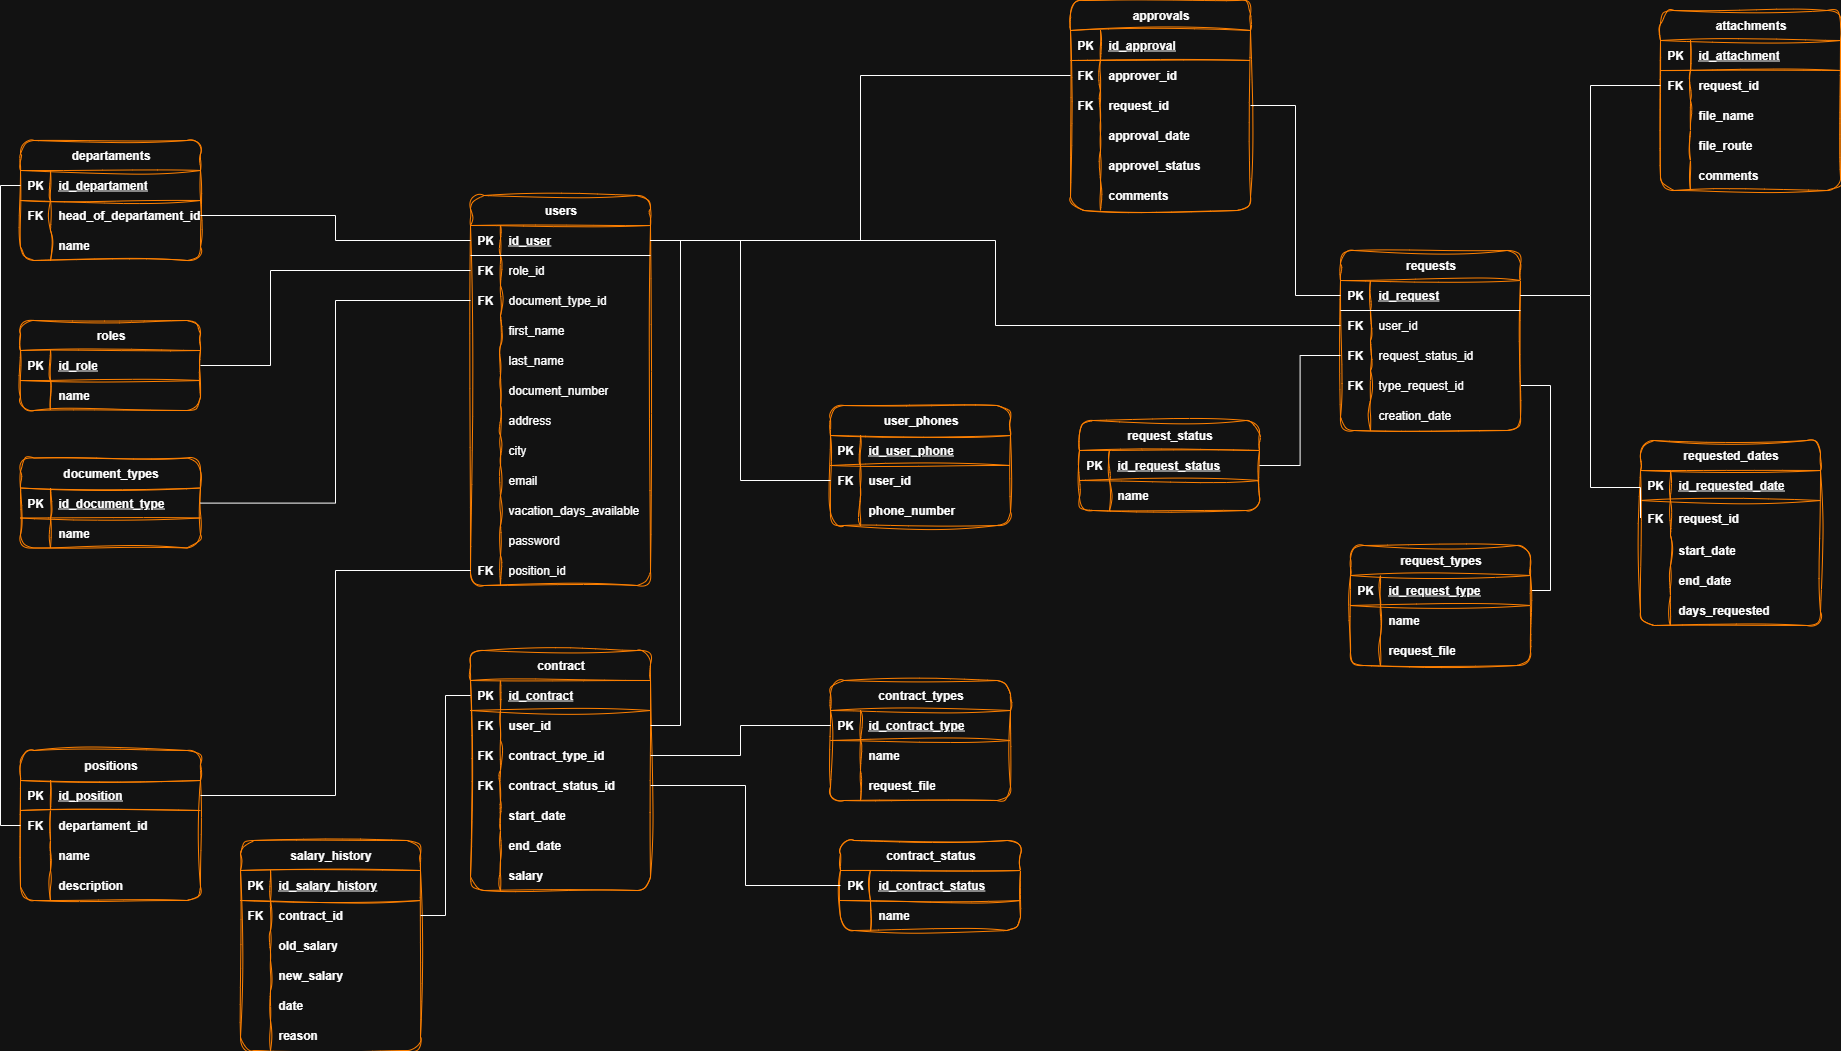 approvals
PK id_approval
FK approver_id
FK request_id
approval_date
approvel_status
comments
attachments
PK id_attachment
FK request_id
file_name
file_route
comments
departaments
PK id_departament
FK head_of_departament_id
name
users
PK id_user
FK role_id
FK document_type_id
first_name
last_name
document_number
address
city
email
vacation_days_available
password
FK position_id
requests
PK id_request
FK user_id
FK request_status_id
FK type_request_id
creation_date
roles
PK id_role
name
user_phones
PK id_user_phone
FK user_id
phone_number
request_status
PK id_request_status
name
requested_dates
PK id_requested_date
FK request_id
start_date
end_date
days_requested
document_types
PK id_document_type
name
request_types
PK id_request_type
name
request_file
contract
PK id_contract
FK user_id
FK contract_type_id
FK contract_status_id
start_date
end_date
salary
contract_types
PK id_contract_type
name
request_file
positions
PK id_position
FK departament_id
name
description
salary_history
PK id_salary_history
FK contract_id
old_salary
new_salary
date
reason
contract_status
PK id_contract_status
name